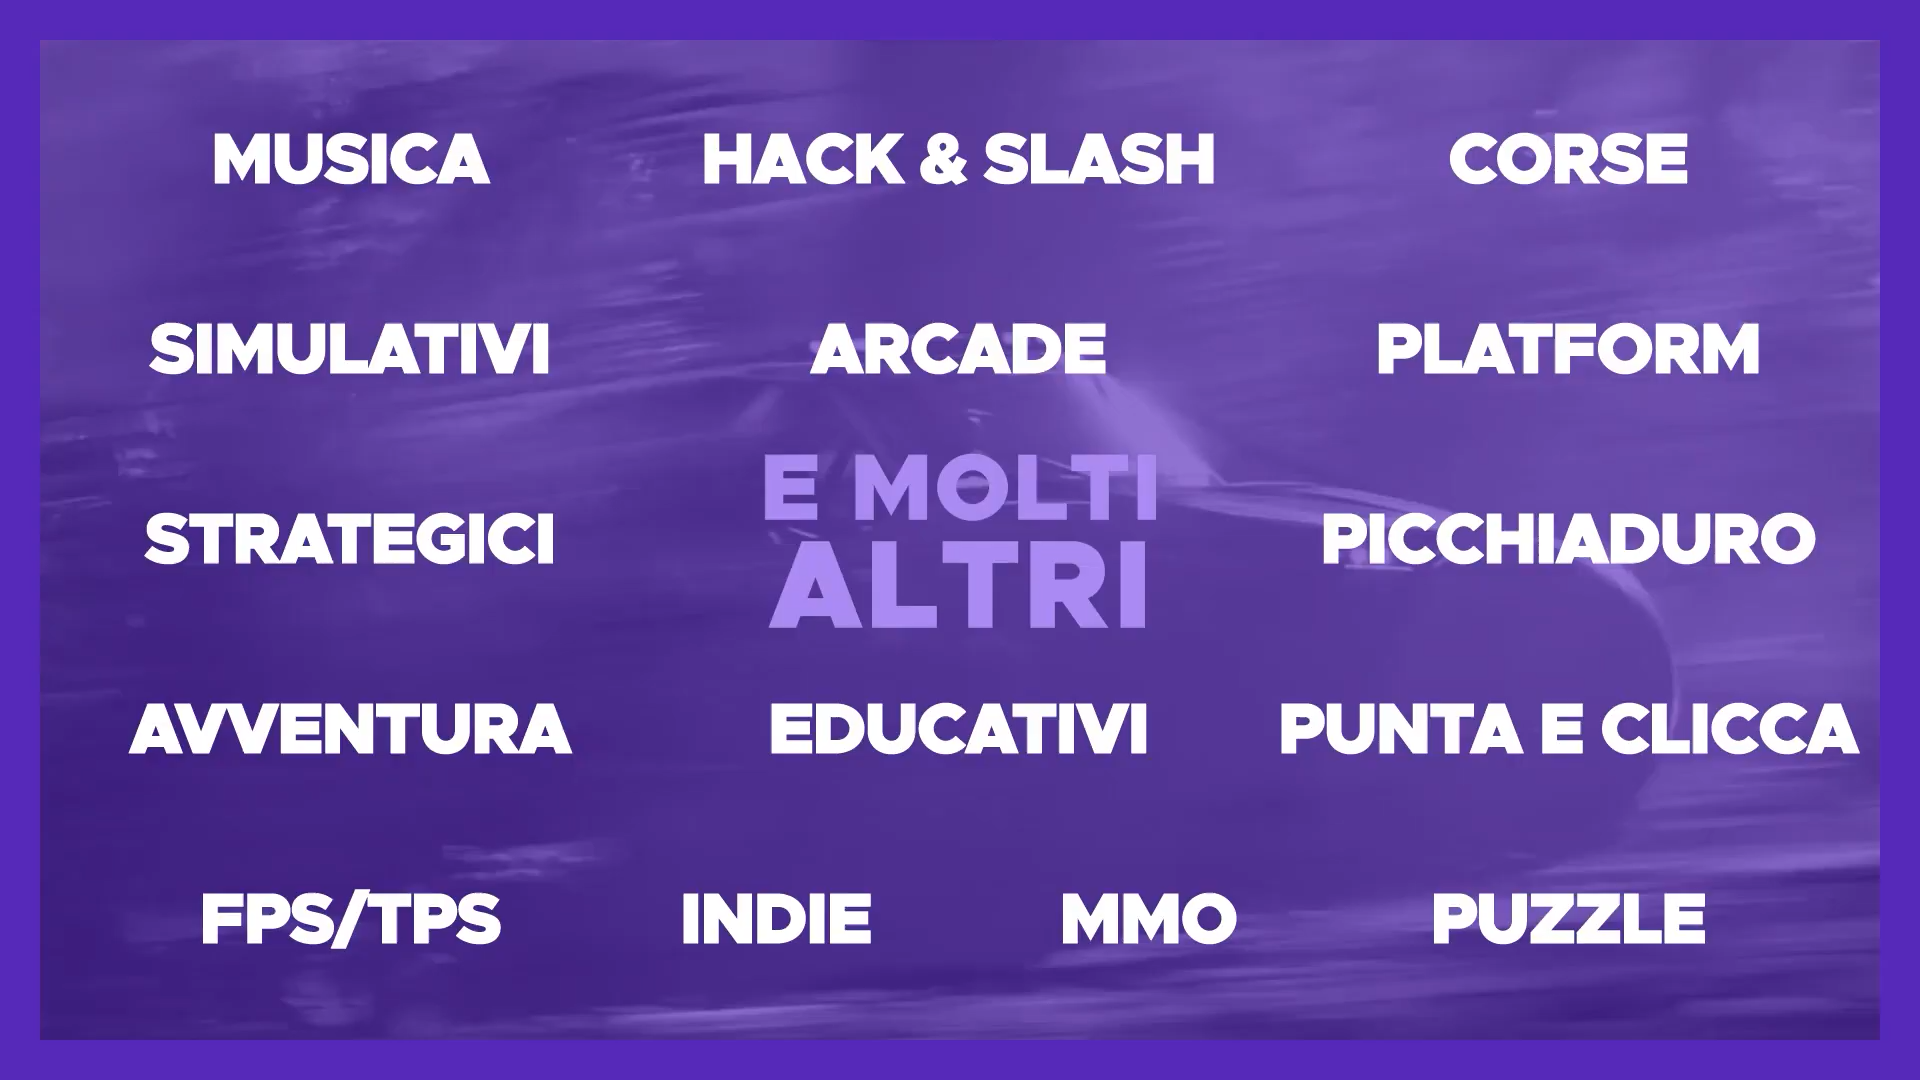 MUSICA
HACK & SLASH
CORSE
SIMULATIVI
ARCADE
PLATFORM
STRATEGICI
E MOLTI
ALTRI
PICCHIADURO
AVVENTURA
EDUCATIVI
PUNTA E CLICCA
FPS/TPS
INDIE
MMO
PUZZLE